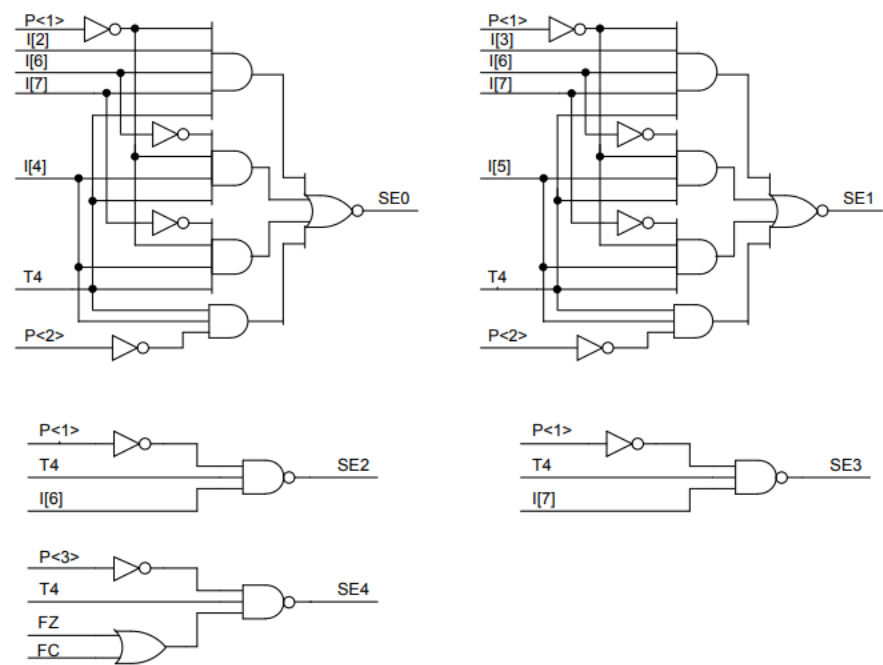 P<1>
I[2]
I[6]
I[7]
I[4]
SE0
T4
P<2>
P<1>
I[3]
I[6]
I[7]
I[5]
SE1
T4
P<2>
P<1>
T4
SE2
I[6]
P<1>
T4
SE3
I[7]
P<3>
T4
SE4
FZ
FC